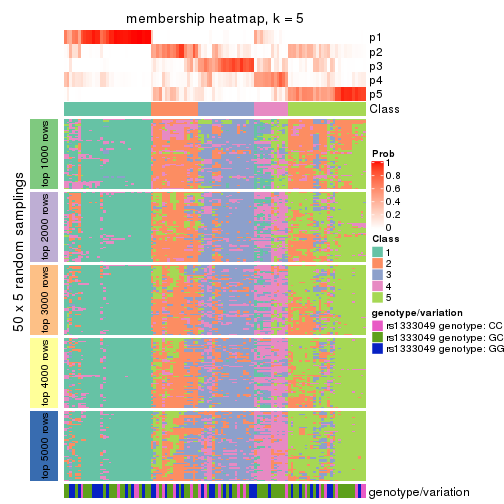 membership heatmap, k = 5
p1
p2
p3
p4
p5
Class
50 x 5 random samplings
top 1000 rows
top 2000 rows
top 3000 rows
top 4000 rows
top 5000 rows
Prob
1
0.8
0.6
0.4
0.2
0
Class
1
2
3
4
5
genotype/variation
rs1333049 genotype: CC
rs1333049 genotype: GC
rs1333049 genotype: GG
genotype/variation